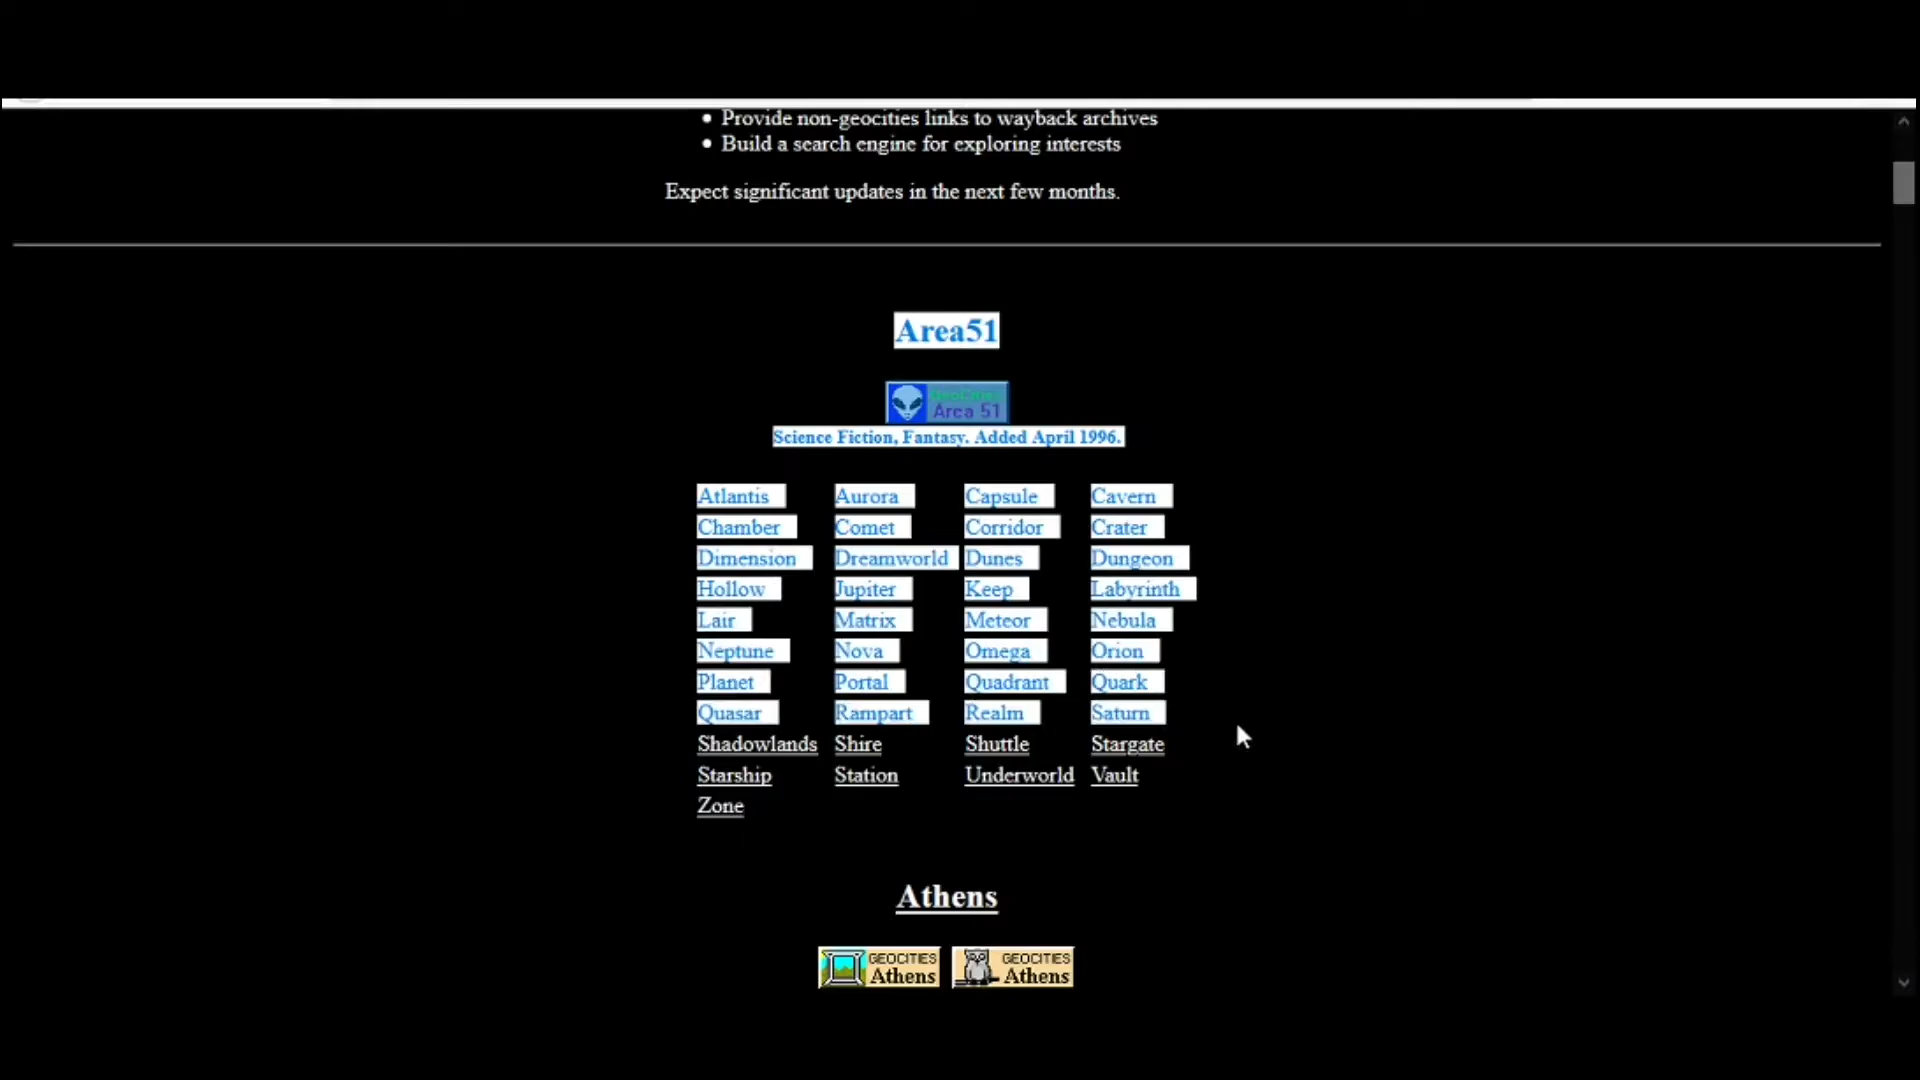 Provide non-geocities links to wayback archives
Build a search engine for exploring interests
Expect significant updates in the next few months.
Area51
GeoCities
Area 51
Science Fiction, Fantasy. Added April 1996.
Atlantis Aurora Capsule Cavern
Chamber Comet Corridor Crater
Dimension Dreamworld Dunes Dungeon
Hollow Jupiter Keep Labyrinth
Lair Matrix Meteor Nebula
Neptune Nova Omega Orion
Planet Portal Quadrant Quark
Quasar Rampart Realm Saturn
Shadowlands Shire Shuttle Stargate
Starship Station Underworld Vault
Zone
Athens
GEOCITIES GEOCITIES
Athens Athens